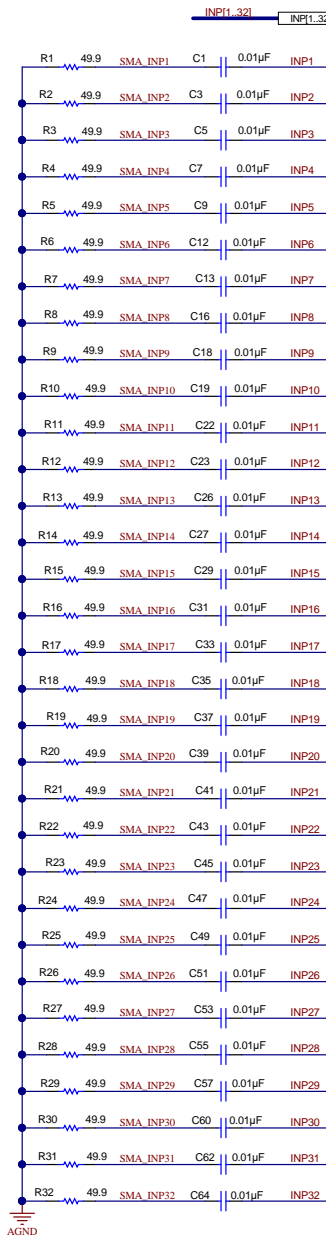 INP[1..32]
INP[1..32
R1 49.9 SMA_INP1 C1 0.01µF INP1
R2 49.9 SMA_INP2 C3 0.01µF INP2
R3 49.9 SMA_INP3 C5 0.01µF INP3
R4 49.9 SMA_INP4 C7 0.01µF INP4
R5 49.9 SMA_INP5 C9 0.01µF INP5
R6 49.9 SMA_INP6 C12 0.01µF INP6
R7 49.9 SMA_INP7 C13 0.01µF INP7
R8 49.9 SMA_INP8 C16 0.01µF INP8
R9 49.9 SMA_INP9 C18 0.01µF INP9
R10 49.9 SMA_INP10 C19 0.01µF INP10
R11 49.9 SMA_INP11 C22 0.01µF INP11
R12 49.9 SMA_INP12 C23 0.01µF INP12
R13 49.9 SMA_INP13 C26 0.01µF INP13
R14 49.9 SMA_INP14 C27 0.01µF INP14
R15 49.9 SMA_INP15 C29 0.01µF INP15
R16 49.9 SMA_INP16 C31 0.01µF INP16
R17 49.9 SMA_INP17 C33 0.01µF INP17
R18 49.9 SMA_INP18 C35 0.01µF INP18
R19 49.9 SMA_INP19 C37 0.01µF INP19
R20 49.9 SMA_INP20 C39 0.01µF INP20
R21 49.9 SMA_INP21 C41 0.01µF INP21
R22 49.9 SMA_INP22 C43 0.01µF INP22
R23 49.9 SMA_INP23 C45 0.01µF INP23
R24 49.9 SMA_INP24 C47 0.01µF INP24
R25 49.9 SMA_INP25 C49 0.01µF INP25
R26 49.9 SMA_INP26 C51 0.01µF INP26
R27 49.9 SMA_INP27 C53 0.01µF INP27
R28 49.9 SMA_INP28 C55 0.01µF INP28
R29 49.9 SMA_INP29 C57 0.01µF INP29
R30 49.9 SMA_INP30 C60 0.01µF INP30
R31 49.9 SMA_INP31 C62 0.01µF INP31
R32 49.9 SMA_INP32 C64 0.01µF INP32
AGND